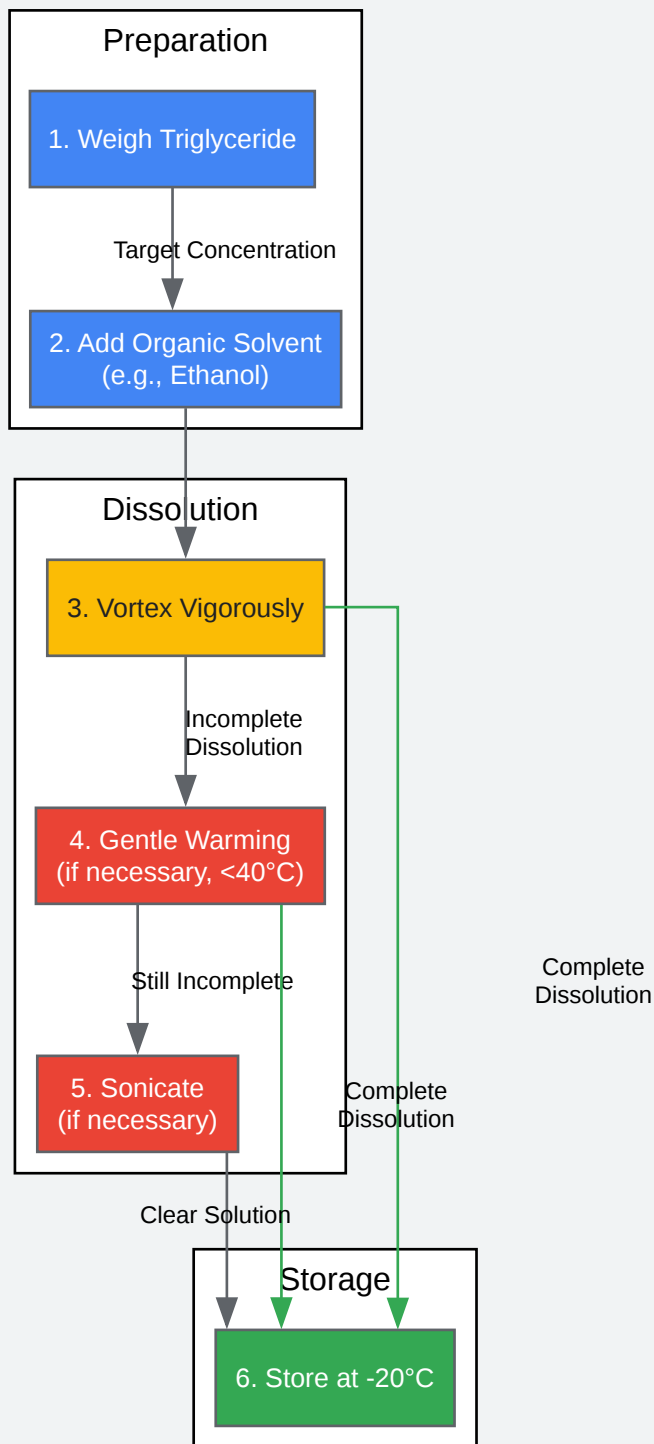 Preparation
1. Weigh Triglyceride
Target Concentration
2. Add Organic Solvent
(e.g., Ethanol)
Dissolution
3. Vortex Vigorously
Incomplete
Dissolution
4. Gentle Warming
(if necessary, <40°C)
Still Incomplete
Complete
Dissolution
5. Sonicate
(if necessary)
Complete
Dissolution
Clear Solution
Storage
6. Store at -20°C